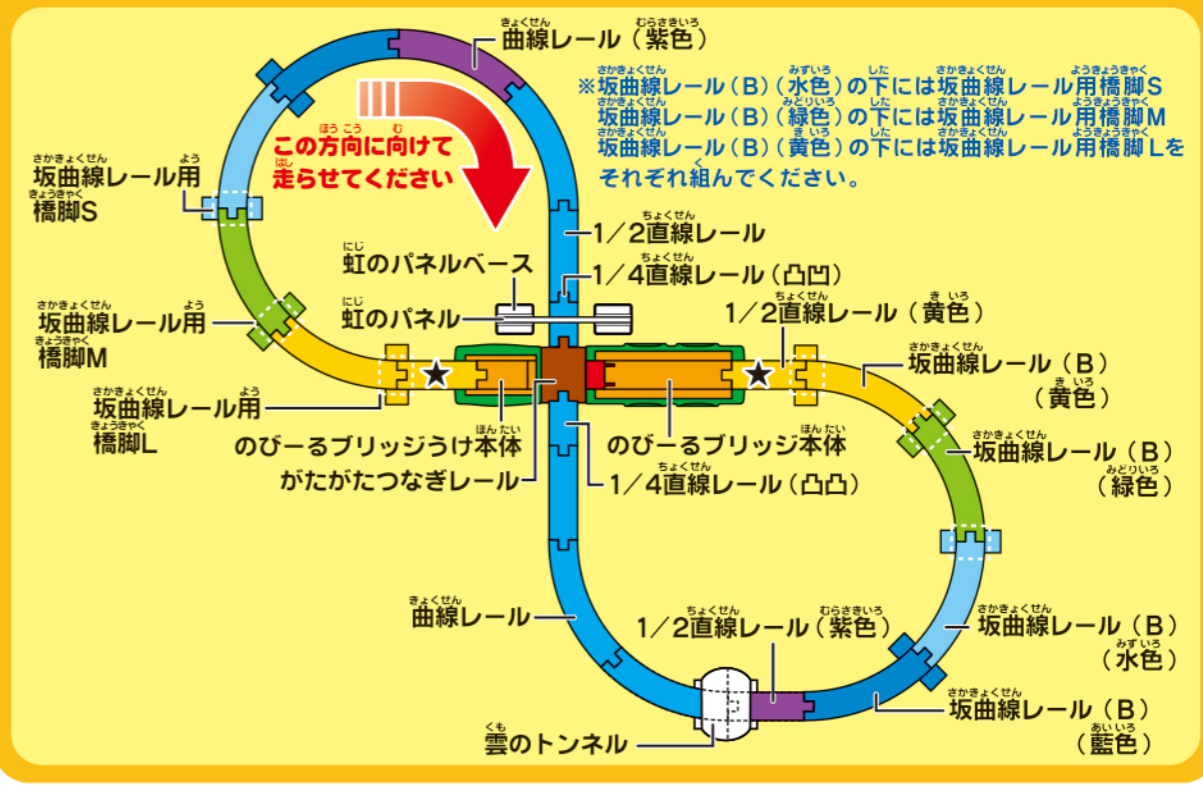 曲線レール（紫色）
※坂曲線レール（B）（水色）の下には坂曲線レール用橋脚S
坂曲線レール（B）（緑色）の下には坂曲線レール用橋脚M
坂曲線レール（B）（黄色）の下には坂曲線レール用橋脚Lを
それぞれ組んでください。
この方向に向けて
走らせてください
坂曲線レール用
橋脚S
1／2直線レール
虹のパネルベース
1／4直線レール（凸凹）
虹のパネル
1／2直線レール（黄色）
坂曲線レール用
橋脚M
坂曲線レール（B）
（黄色）
★
★
坂曲線レール用
橋脚L
のびーるブリッジうけ本体
のびーるブリッジ本体
坂曲線レール（B）
（緑色）
がたがたつなぎレール
1／4直線レール（凸凸）
曲線レール
1／2直線レール（紫色）
坂曲線レール（B）
（水色）
坂曲線レール（B）
（藍色）
雲のトンネル